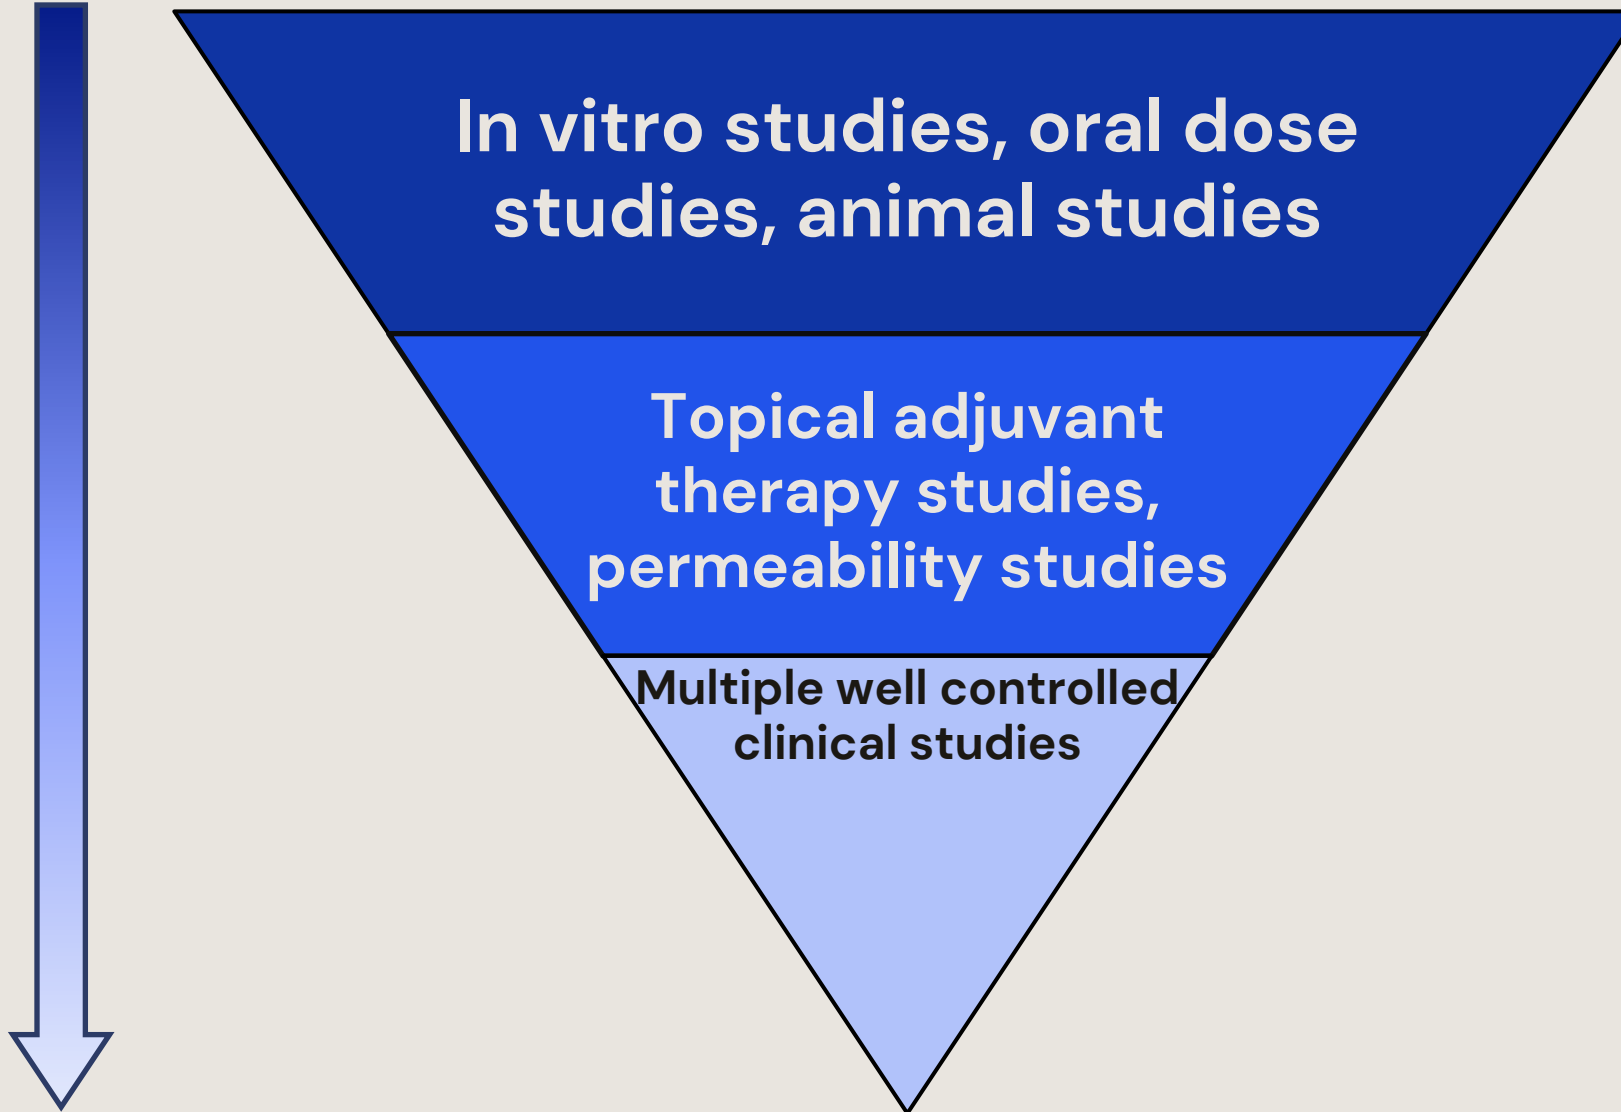 In vitro studies, oral dose
studies, animal studies
Topical adjuvant
therapy studies,
permeability studies
Multiple well controlled
clinical studies